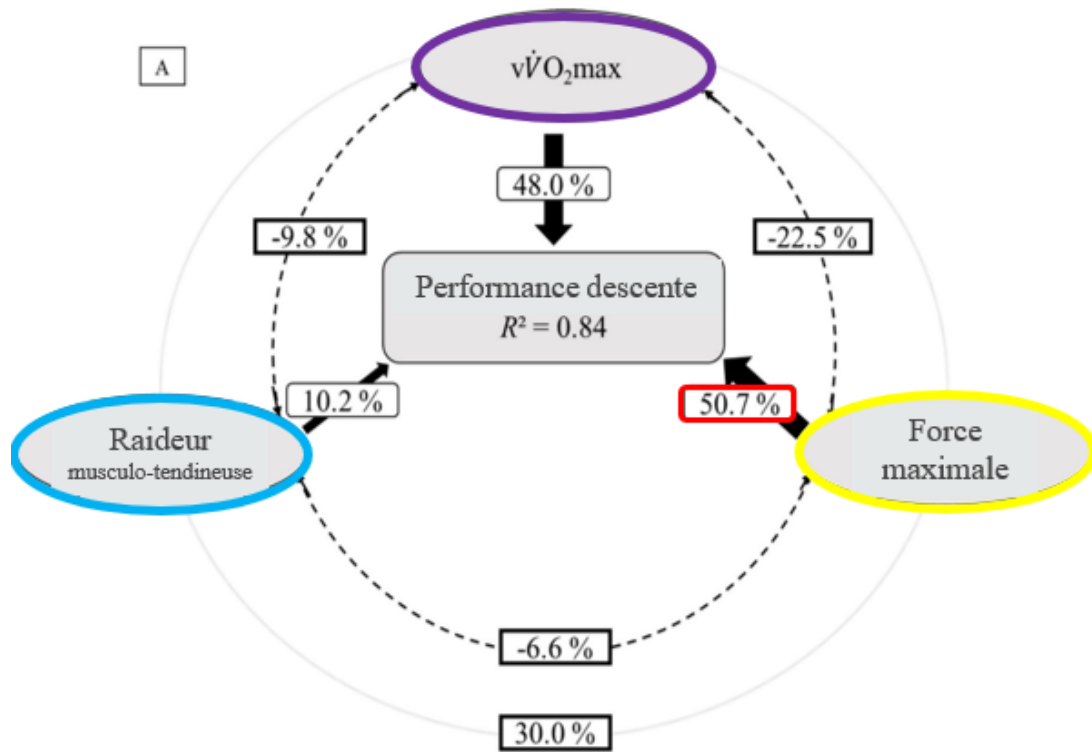 A
vV̇O₂max
48.0 %
-9.8 %
-22.5 %
Performance descente
R² = 0.84
10.2 %
50.7 %
Raideur
musculo-tendineuse
Force
maximale
-6.6 %
30.0 %